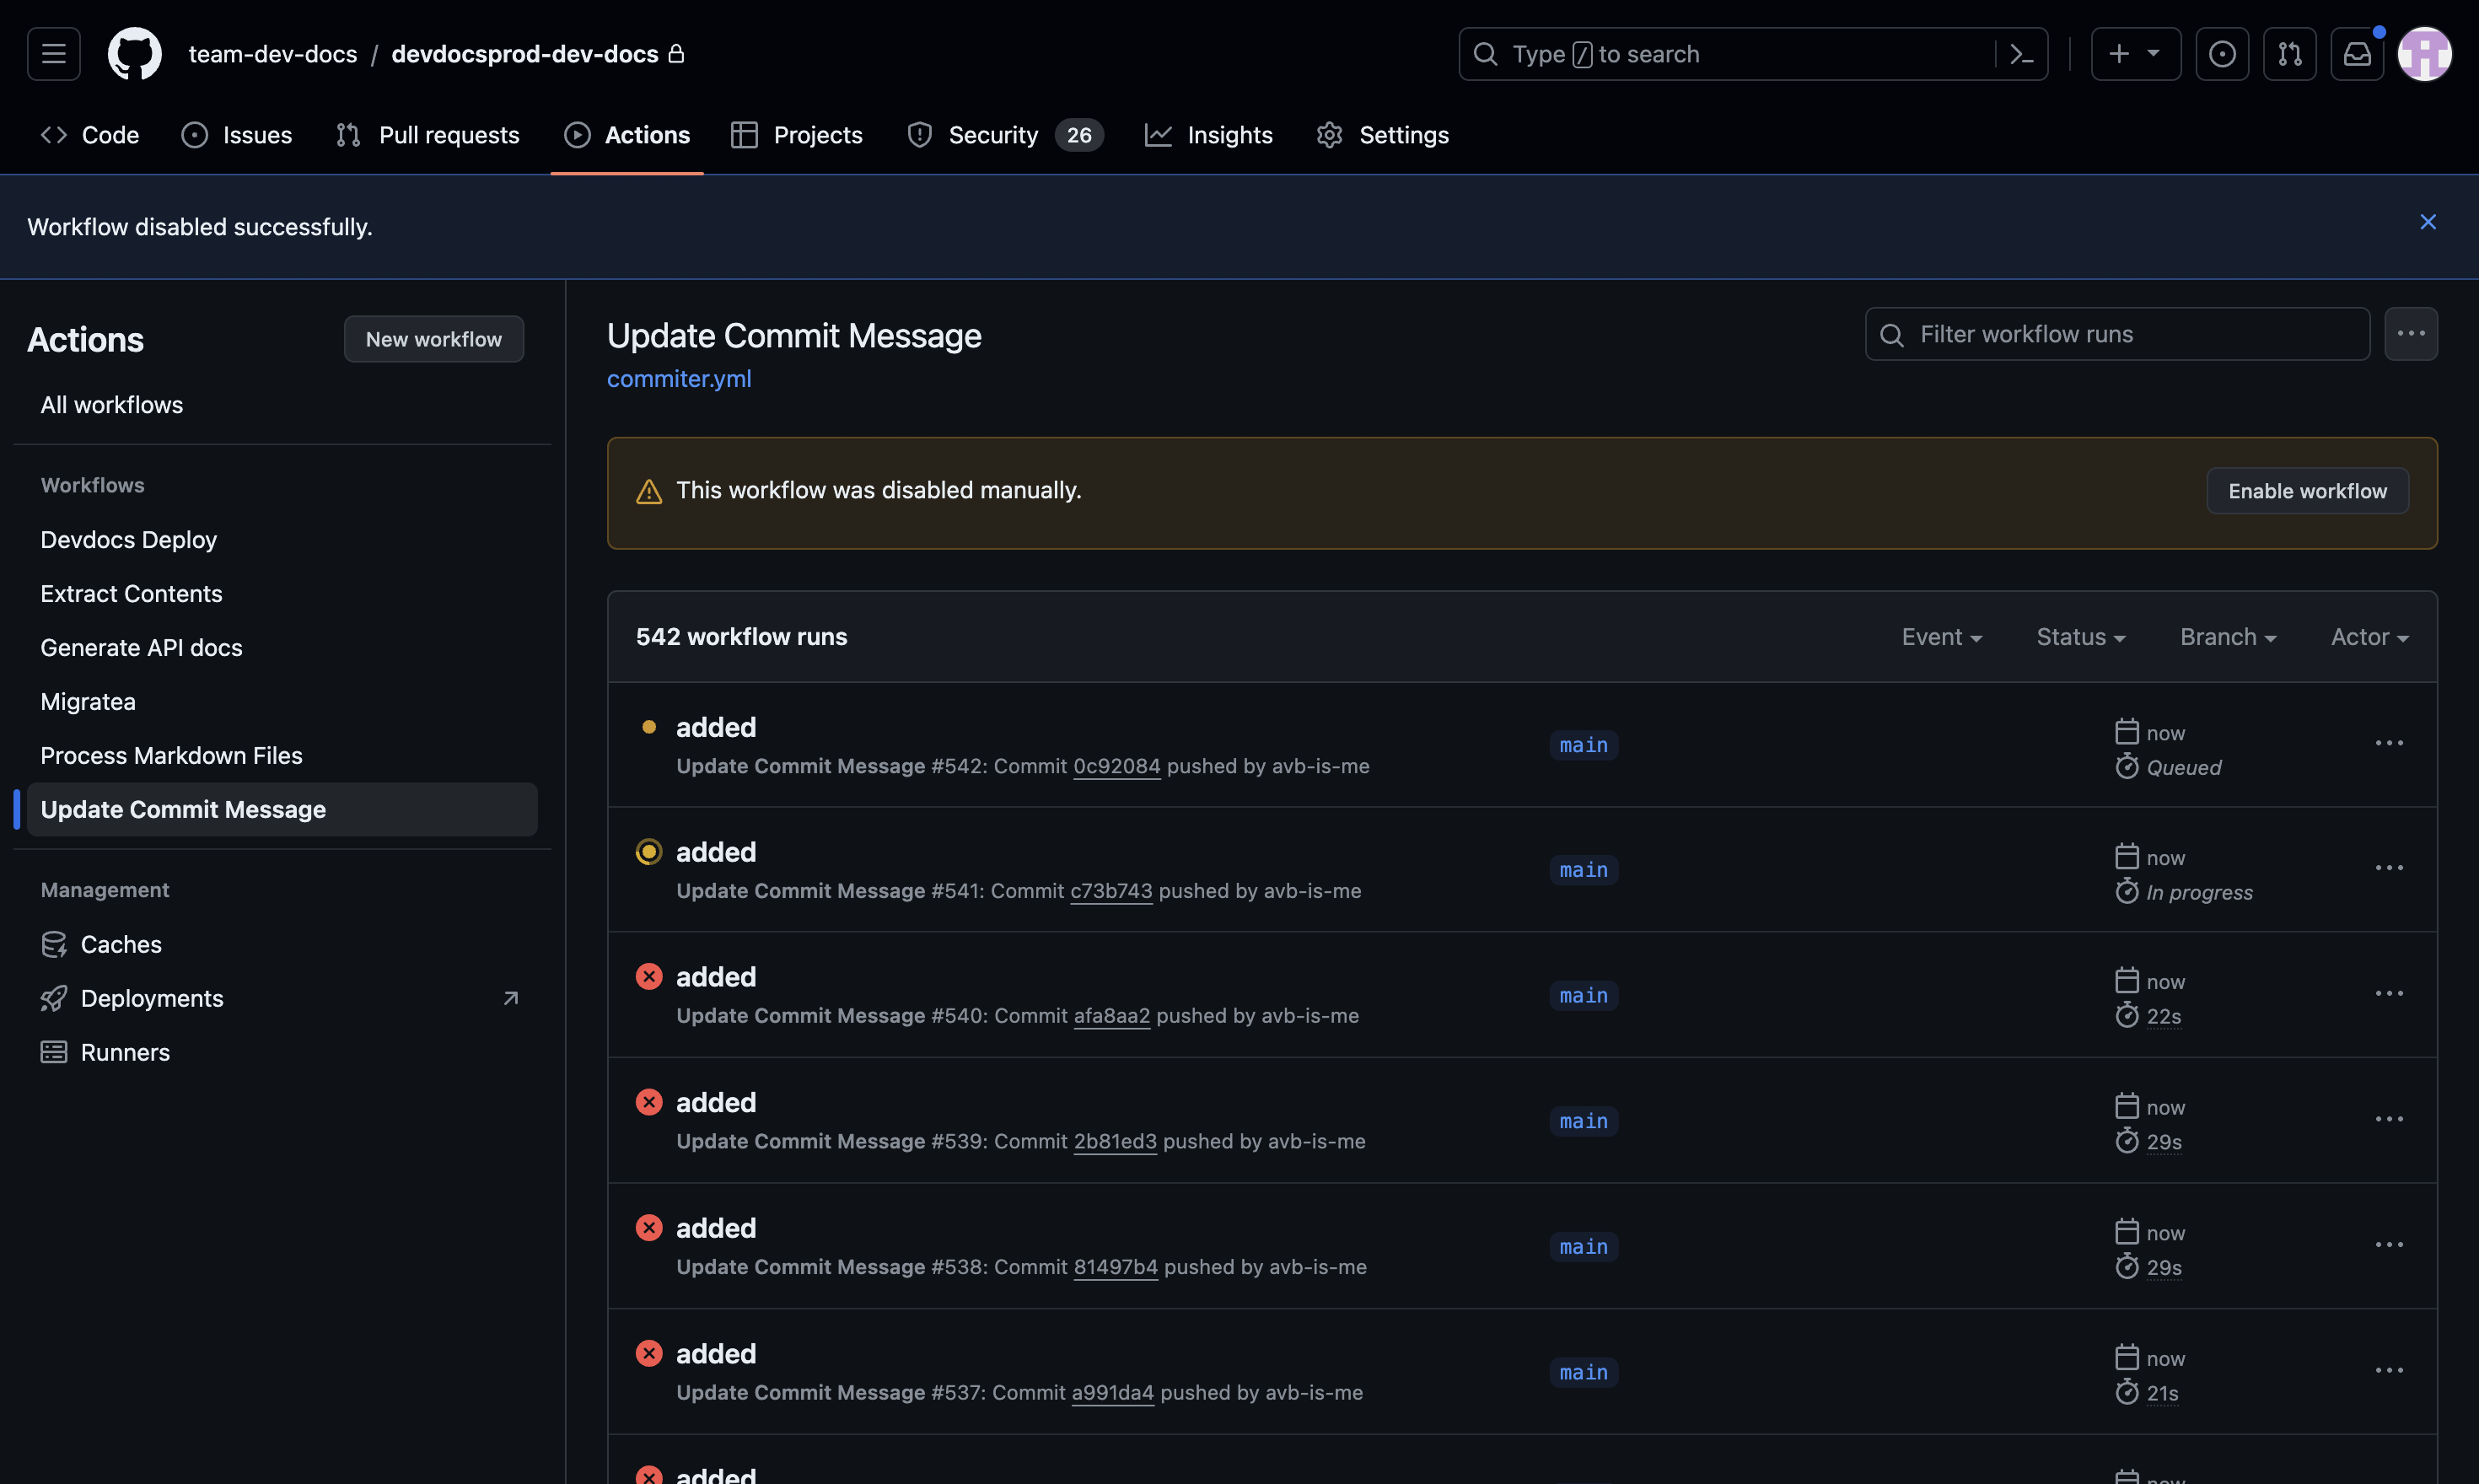 team-dev-docs / devdocsprod-dev-docs
Type / to search
Code
Issues
Pull requests
Actions
Projects
Security 26
Insights
Settings
Workflow disabled successfully.
Actions
New workflow
All workflows
Workflows
Devdocs Deploy
Extract Contents
Generate API docs
Migratea
Process Markdown Files
Update Commit Message
Management
Caches
Deployments
Runners
Update Commit Message
commiter.yml
Filter workflow runs
This workflow was disabled manually.
Enable workflow
542 workflow runs
Event
Status
Branch
Actor
added
Update Commit Message #542: Commit 0c92084 pushed by avb-is-me
main
now
Queued
added
Update Commit Message #541: Commit c73b743 pushed by avb-is-me
main
now
In progress
added
Update Commit Message #540: Commit afa8aa2 pushed by avb-is-me
main
now
22s
added
Update Commit Message #539: Commit 2b81ed3 pushed by avb-is-me
main
now
29s
added
Update Commit Message #538: Commit 81497b4 pushed by avb-is-me
main
now
29s
added
Update Commit Message #537: Commit a991da4 pushed by avb-is-me
main
now
21s
added
now